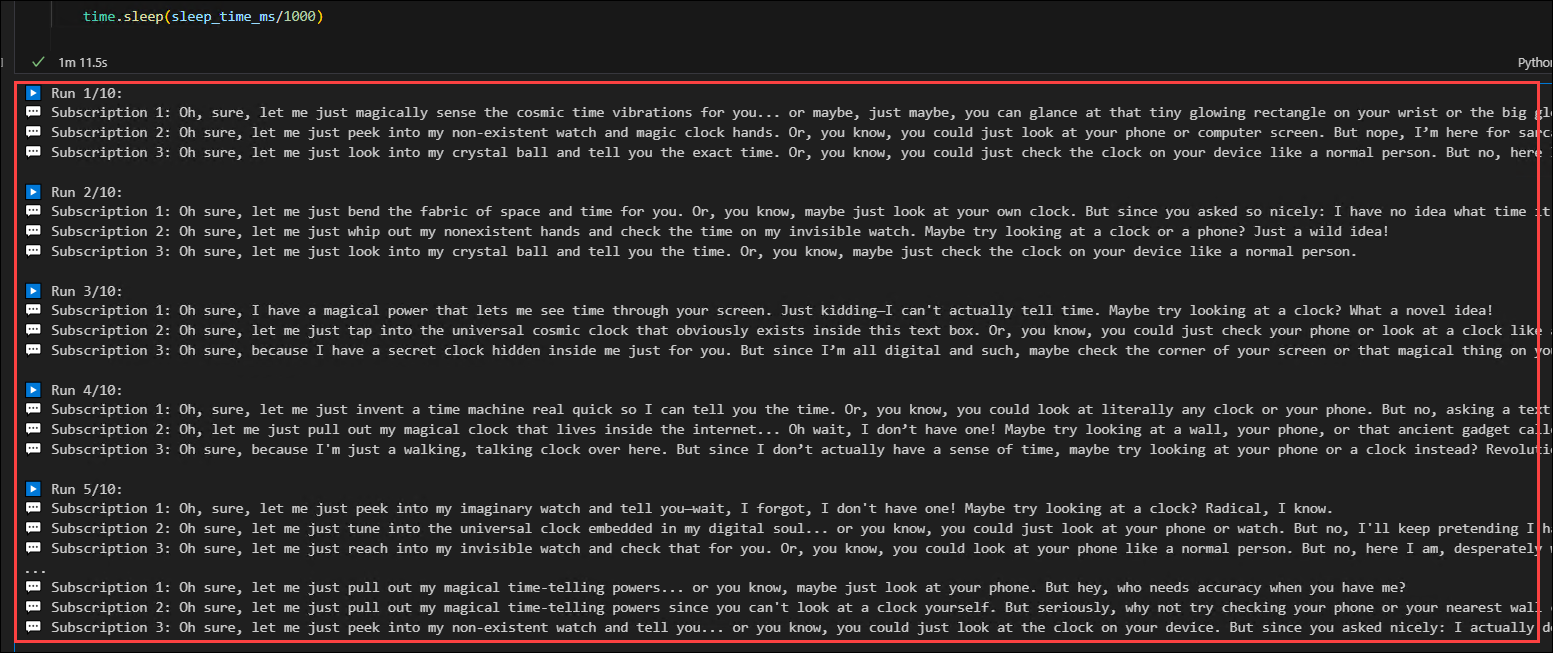 time.sleep(sleep_time_ms/1000)
1m 11.5s
Run 1/10:
Subscription 1: Oh, sure, let me just magically sense the cosmic time vibrations for you... or maybe, just maybe, you can glance at that tiny glowing rectangle on your wrist or the big
Subscription 2: Oh sure, let me just peek into my non-existent watch and magic clock hands. Or, you know, you could just look at your phone or computer screen. But nope, I’m here for
Subscription 3: Oh sure, let me just look into my crystal ball and tell you the exact time. Or, you know, you could just check the clock on your device like a normal person. But no, here
Run 2/10:
Subscription 1: Oh sure, let me just bend the fabric of space and time for you. Or, you know, maybe just look at your own clock. But since you asked so nicely: I have no idea what time it
Subscription 2: Oh sure, let me just whip out my nonexistent hands and check the time on my invisible watch. Maybe try looking at a clock or a phone? Just a wild idea!
Subscription 3: Oh sure, let me just look into my crystal ball and tell you the time. Or, you know, maybe just check the clock on your device like a normal person.
Run 3/10:
Subscription 1: Oh sure, I have a magical power that lets me see time through your screen. Just kidding—I can't actually tell time. Maybe try looking at a clock? What a novel idea!
Subscription 2: Oh sure, let me just tap into the universal cosmic clock that obviously exists inside this text box. Or, you know, you could just check your phone or look at a clock like
Subscription 3: Oh sure, because I have a secret clock hidden inside me just for you. But since I’m all digital and such, maybe check the corner of your screen or that magical thing on
Run 4/10:
Subscription 1: Oh, sure, let me just invent a time machine real quick so I can tell you the time. Or, you know, you could look at literally any clock or your phone. But no, asking a text
Subscription 2: Oh, let me just pull out my magical clock that lives inside the internet... Oh wait, I don’t have one! Maybe try looking at a wall, your phone, or that ancient gadget
Subscription 3: Oh sure, because I'm just a walking, talking clock over here. But since I don’t actually have a sense of time, maybe try looking at your phone or a clock instead?
Run 5/10:
Subscription 1: Oh, sure, let me just peek into my imaginary watch and tell you—wait, I forgot, I don't have one! Maybe try looking at a clock? Radical, I know.
Subscription 2: Oh sure, let me just tune into the universal clock embedded in my digital soul... or you know, you could just look at your phone or watch. But no, I'll keep pretending I
Subscription 3: Oh sure, let me just reach into my invisible watch and check that for you. Or, you know, you could look at your phone like a normal person. But no, here I am, desperately
...
Subscription 1: Oh sure, let me just pull out my magical time-telling powers... or you know, maybe just look at your phone. But hey, who needs accuracy when you have me?
Subscription 2: Oh sure, let me just pull out my magical time-telling powers since you can't look at a clock yourself. But seriously, why not try checking your phone or your nearest wall
Subscription 3: Oh sure, let me just peek into my non-existent watch and tell you... or you know, you could just look at the clock on your device. But since you asked nicely: I actually